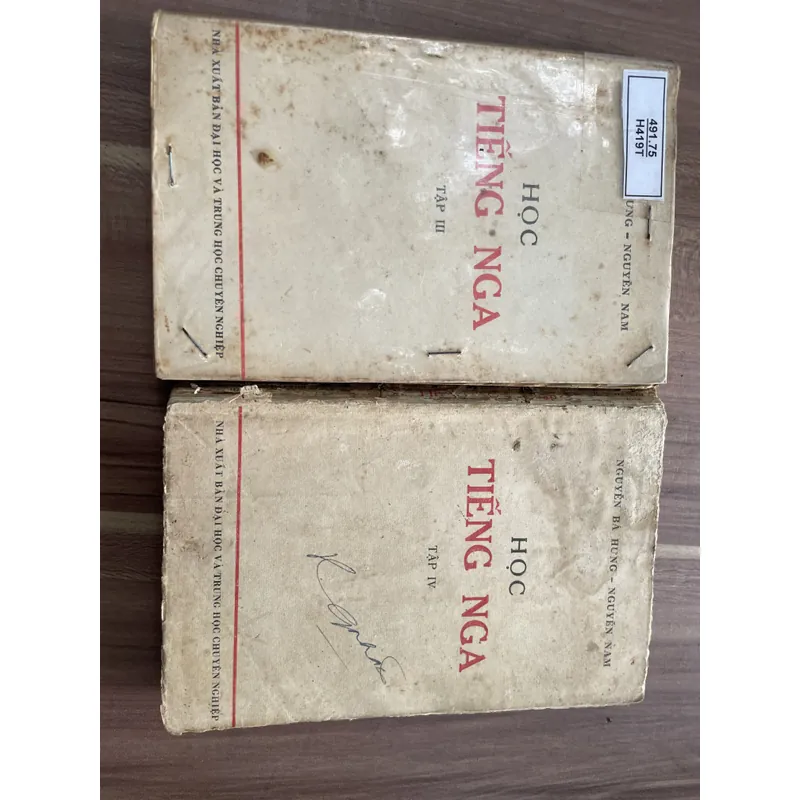 491.75
H419T
ƯNG – NGUYỄN NAM
HỌC
TIẾNG NGA
TẬP III
NHÀ XUẤT BẢN ĐẠI HỌC VÀ TRUNG HỌC CHUYÊN NGHIỆP
NGUYỄN BÁ HƯNG – NGUYỄN NAM
HỌC
TIẾNG NGA
TẬP IV
NHÀ XUẤT BẢN ĐẠI HỌC VÀ TRUNG HỌC CHUYÊN NGHIỆP